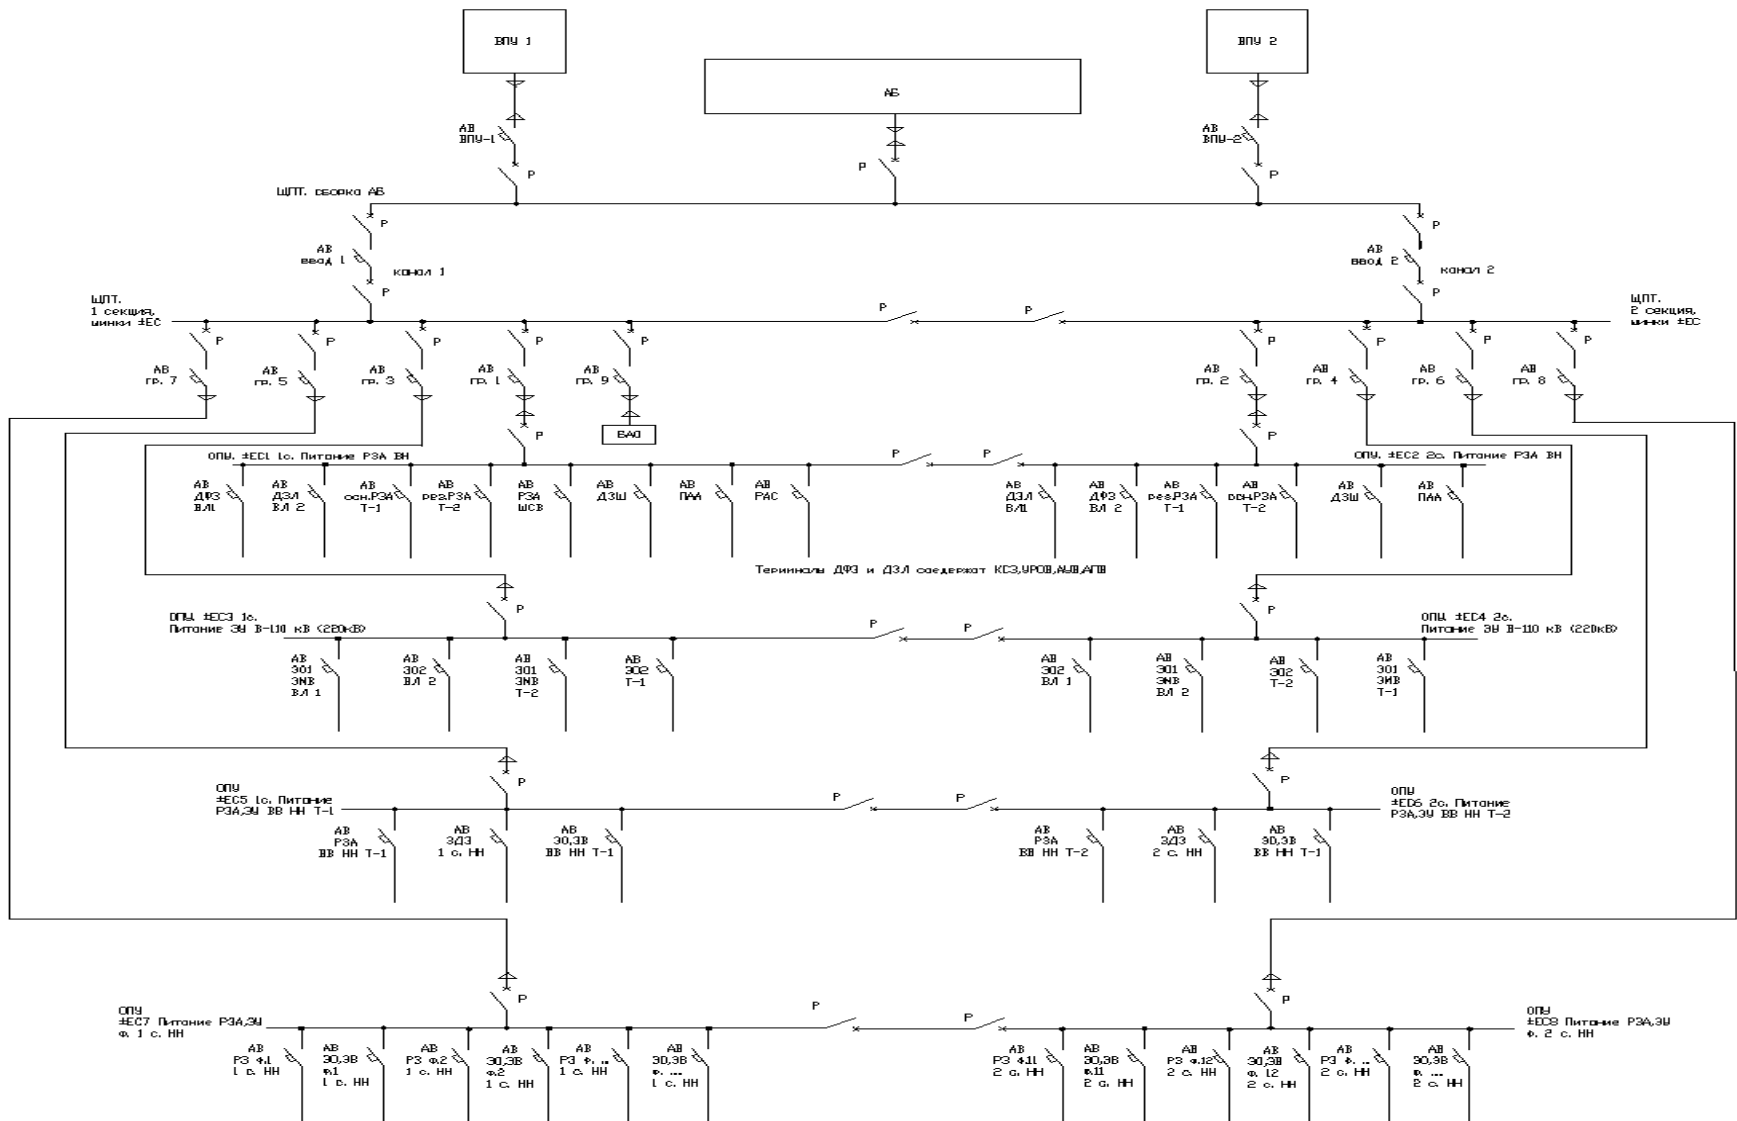 ВПУ 1
ВПУ 2
АБ
АВ
ВПУ-1
АВ
ВПУ-2
Р
Р
Р
ЩПТ. сборка АБ
Р
Р
АВ
ввод 1
канал 1
АВ
ввод 2
канал 2
Р
Р
ЩПТ.
1 секция,
шинки ±ЕС
Р
Р
ЩПТ.
2 секция,
шинки ±ЕС
Р
Р
Р
Р
Р
Р
Р
Р
Р
АВ
гр. 7
АВ
гр. 5
АВ
гр. 3
АВ
гр. 1
АВ
гр. 9
АВ
гр. 2
АВ
гр. 4
АВ
гр. 6
АВ
гр. 8
Р
БАО
Р
ОПУ. ±ЕС1 1с. Питание РЗА ВН
Р
Р
ОПУ. ±ЕС2 2с. Питание РЗА ВН
АВ
ДФЗ
ВЛ1
АВ
ДЗЛ
ВЛ 2
АВ
осн.РЗА
Т-1
АВ
рез.РЗА
Т-2
АВ
РЗА
ШСВ
АВ
ДЗШ
АВ
ПАА
АВ
РАС
АВ
ДЗЛ
ВЛ1
АВ
ДФЗ
ВЛ 2
АВ
рез.РЗА
Т-1
АВ
осн.РЗА
Т-2
АВ
ДЗШ
АВ
ПАА
Терминалы ДФЗ и ДЗЛ соедержат КСЗ,УРОВ,АУВ,АПВ
Р
Р
ОПУ. ±ЕС3 1с.
Питание ЭУ В-110 кВ (220кВ)
Р
Р
ОПУ. ±ЕС4 2с.
Питание ЭУ В-110 кВ (220кВ)
АВ
ЭО1
ЭМВ
ВЛ 1
АВ
ЭО2
ВЛ 2
АВ
ЭО1
ЭМВ
Т-2
АВ
ЭО2
Т-1
АВ
ЭО2
ВЛ 1
АВ
ЭО1
ЭМВ
ВЛ 2
АВ
ЭО2
Т-2
АВ
ЭО1
ЭМВ
Т-1
Р
Р
ОПУ
±ЕС5 1с. Питание
РЗА,ЭУ ВВ НН Т-1
Р
Р
ОПУ
±ЕС6 2с. Питание
РЗА,ЭУ ВВ НН Т-2
АВ
РЗА
ВВ НН Т-1
АВ
ЗДЗ
1 с. НН
АВ
ЭО,ЭВ
ВВ НН Т-1
АВ
РЗА
ВВ НН Т-2
АВ
ЗДЗ
2 с. НН
АВ
ЭО,ЭВ
ВВ НН Т-1
Р
Р
ОПУ
±ЕС7 Питание РЗА,ЭУ
ф. 1 с. НН
Р
Р
ОПУ
±ЕС8 Питание РЗА,ЭУ
ф. 2 с. НН
АВ
РЗ ф.1
1 с. НН
АВ
ЭО,ЭВ
ф.1
1 с. НН
АВ
РЗ ф.2
1 с. НН
АВ
ЭО,ЭВ
ф.2
1 с. НН
АВ
РЗ ф. ...
1 с. НН
АВ
ЭО,ЭВ
ф. ...
1 с. НН
АВ
РЗ ф.11
2 с. НН
АВ
ЭО,ЭВ
ф.11
2 с. НН
АВ
РЗ ф.12
2 с. НН
АВ
ЭО,ЭВ
ф. 12
2 с. НН
АВ
РЗ ф. ...
2 с. НН
АВ
ЭО,ЭВ
ф. ...
2 с. НН